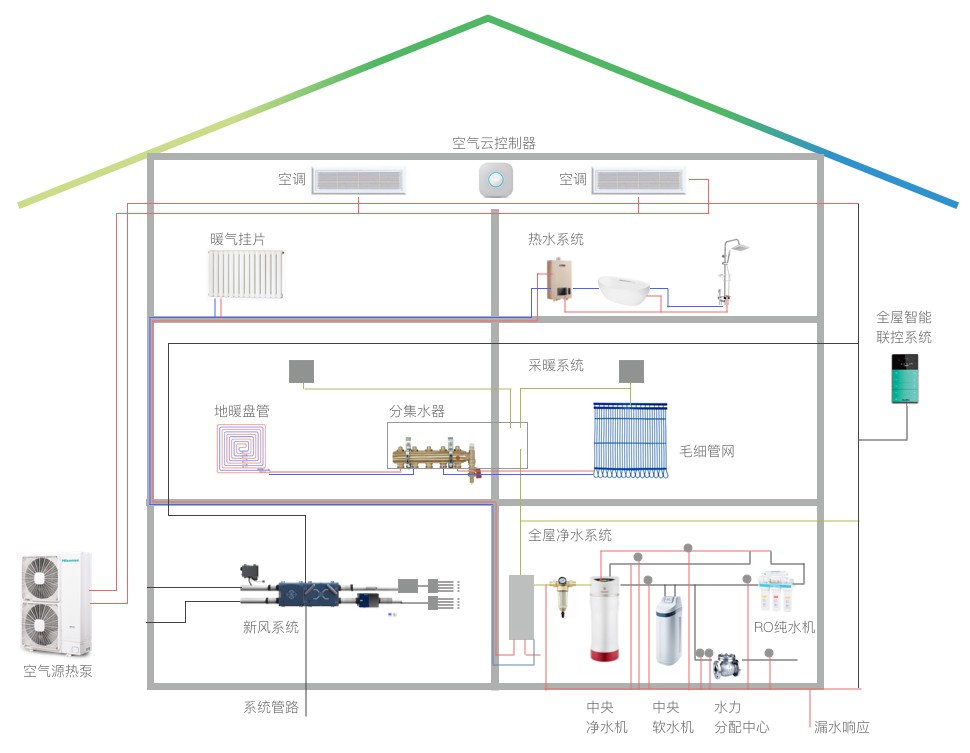 空气云控制器
空调
空调
暖气挂片
热水系统
全屋智能
联控系统
采暖系统
地暖盘管
分集水器
毛细管网
全屋净水系统
Hisense
新风系统
RO纯水机
空气源热泵
系统管路
中央
净水机
中央
软水机
水力
分配中心
漏水响应